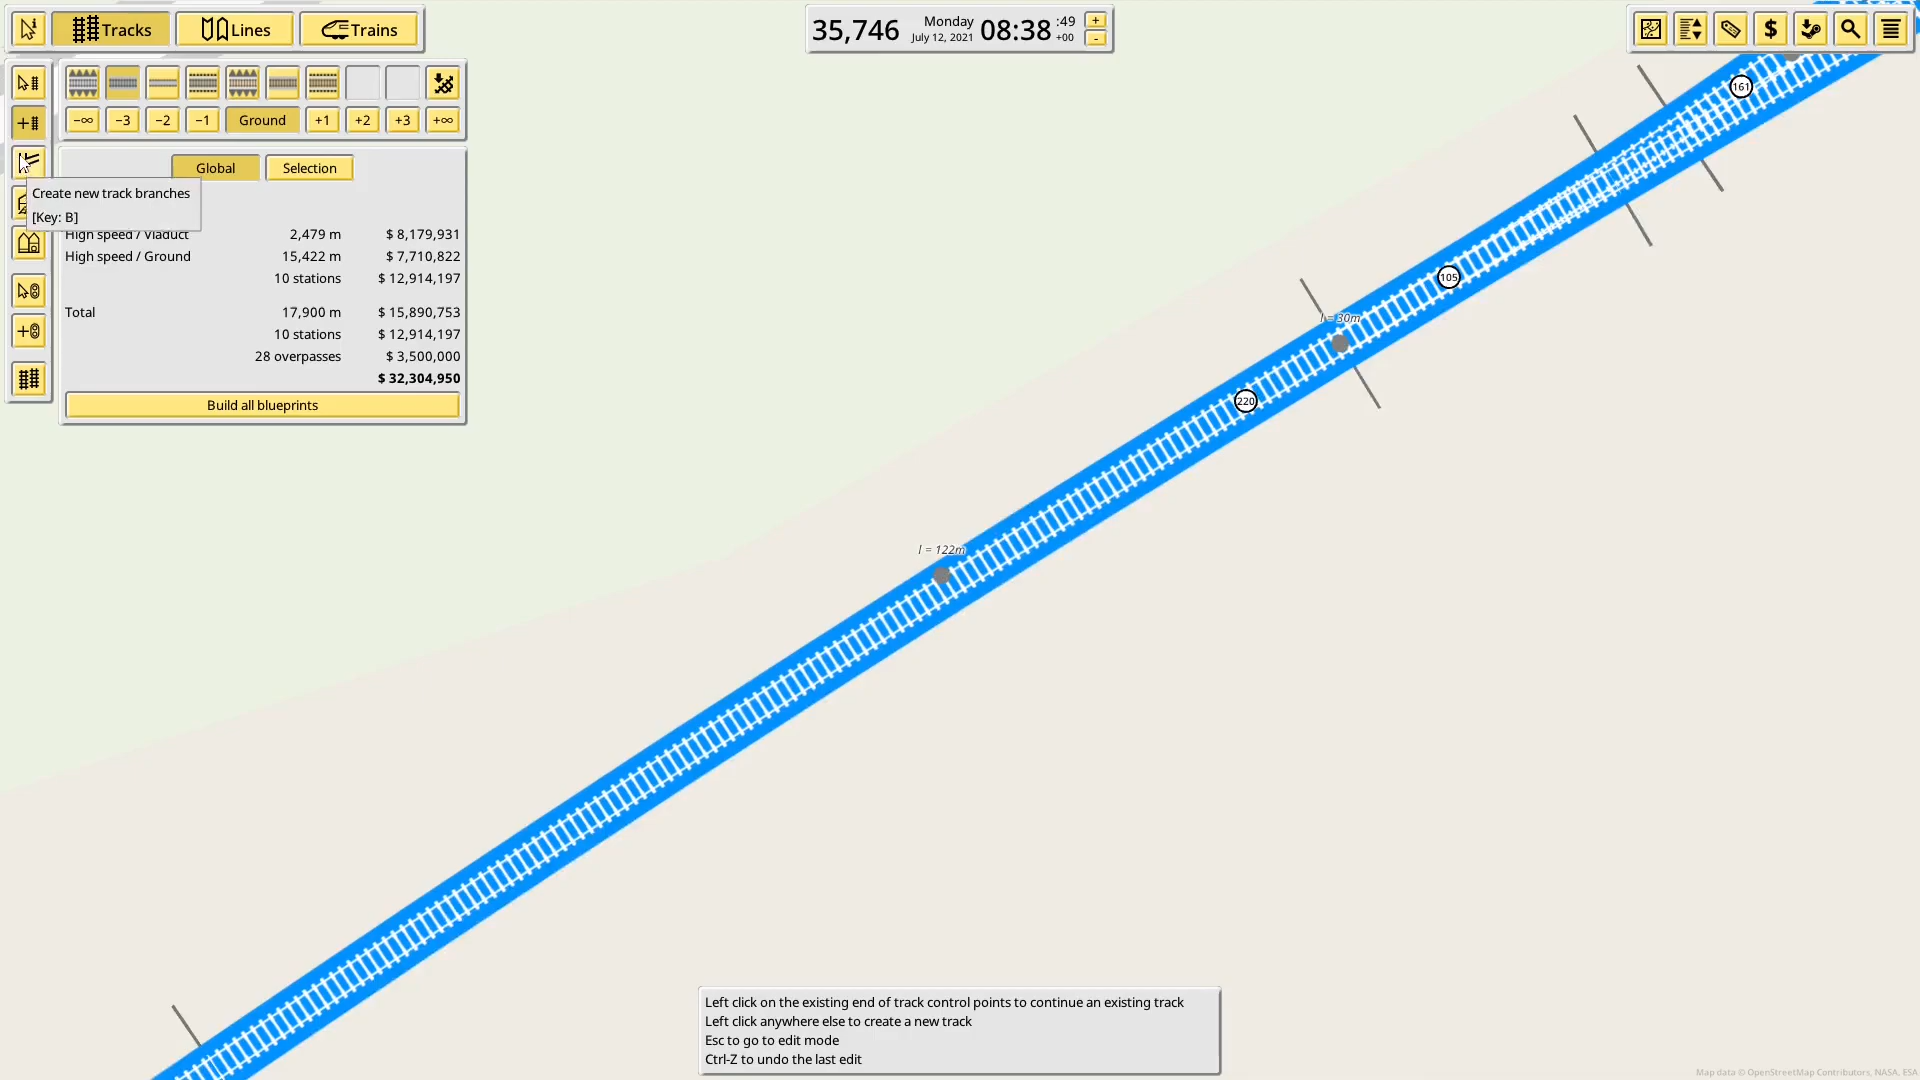 Tracks
Lines
Trains
35,746
Monday
July 12, 2021
08:38
:49
+00
+
-
−∞
−3
−2
−1
Ground
+1
+2
+3
+∞
Global
Selection
Create new track branches
[Key: B]
High speed / Viaduct 2,479 m $ 8,179,931
High speed / Ground 15,422 m $ 7,710,822
10 stations $ 12,914,197
Total 17,900 m $ 15,890,753
10 stations $ 12,914,197
28 overpasses $ 3,500,000
$ 32,304,950
Build all blueprints
161
105
l = 30m
220
l = 122m
Left click on the existing end of track control points to continue an existing track
Left click anywhere else to create a new track
Esc to go to edit mode
Ctrl-Z to undo the last edit
Map data © OpenStreetMap Contributors, NASA, ESA